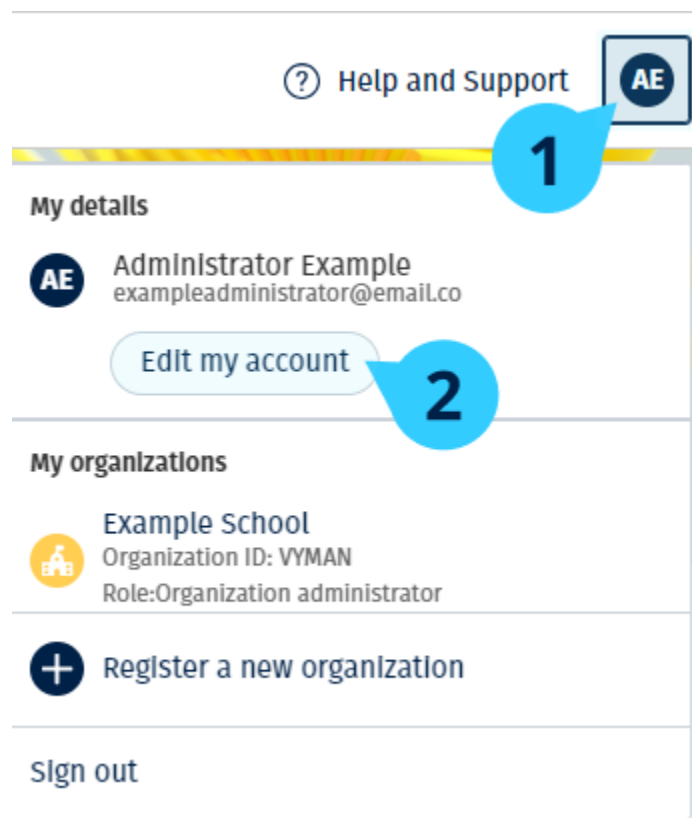 Help and Support
AE
1
My details
AE
Administrator Example
exampleadministrator@email.co
Edit my account
2
My organizations
Example School
Organization ID: VYMAN
Role:Organization administrator
Register a new organization
Sign out